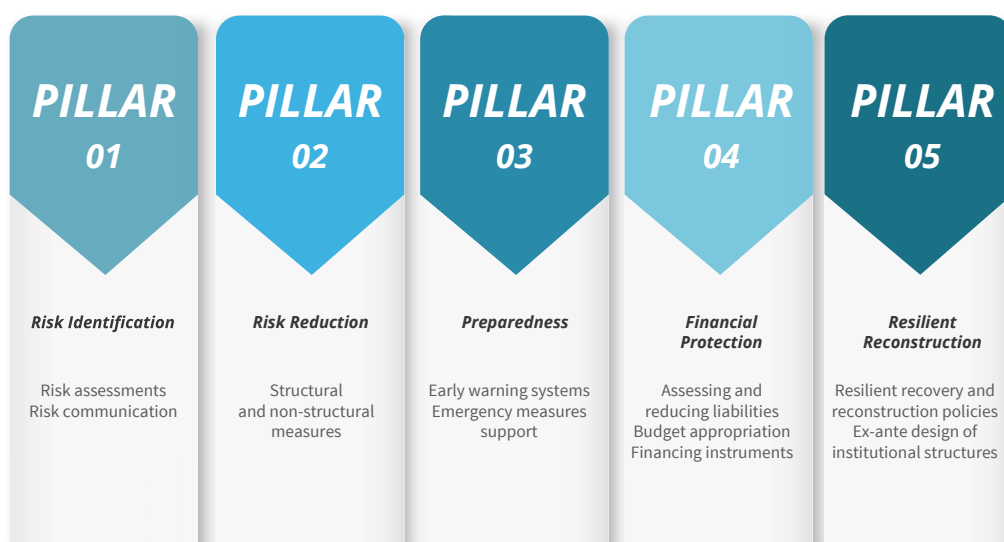 PILLAR
01
Risk Identification
Risk assessments
Risk communication
PILLAR
02
Risk Reduction
Structural
and non-structural
measures
PILLAR
03
Preparedness
Early warning systems
Emergency measures
support
PILLAR
04
Financial
Protection
Assessing and
reducing liabilities
Budget appropriation
Financing instruments
PILLAR
05
Resilient
Reconstruction
Resilient recovery and
reconstruction policies
Ex-ante design of
institutional structures